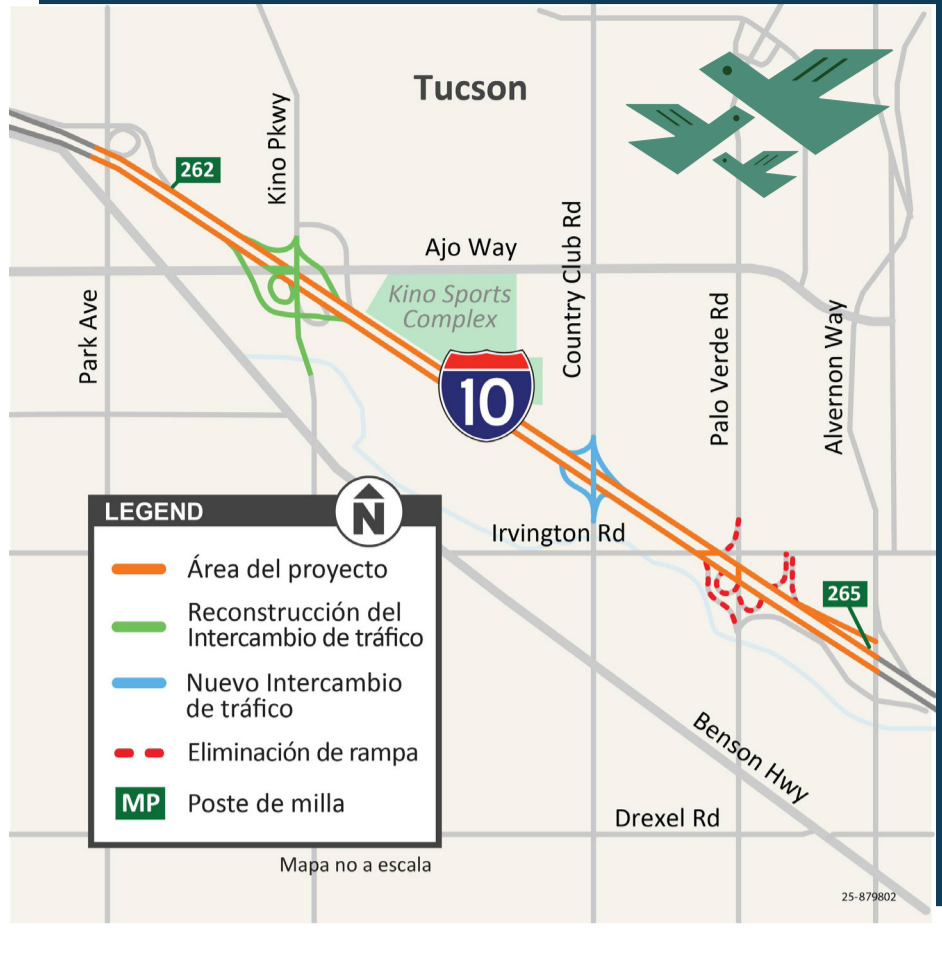 Tucson
Kino Pkwy
262
Country Club Rd
Ajo Way
Park Ave
Kino Sports
Complex
Palo Verde Rd
Alvernon Way
10
N
LEGEND
Irvington Rd
Área del proyecto
265
Reconstrucción del
Intercambio de tráfico
Nuevo Intercambio
de tráfico
Benson Hwy
Eliminación de rampa
MP Poste de milla
Drexel Rd
Mapa no a escala
25-879802